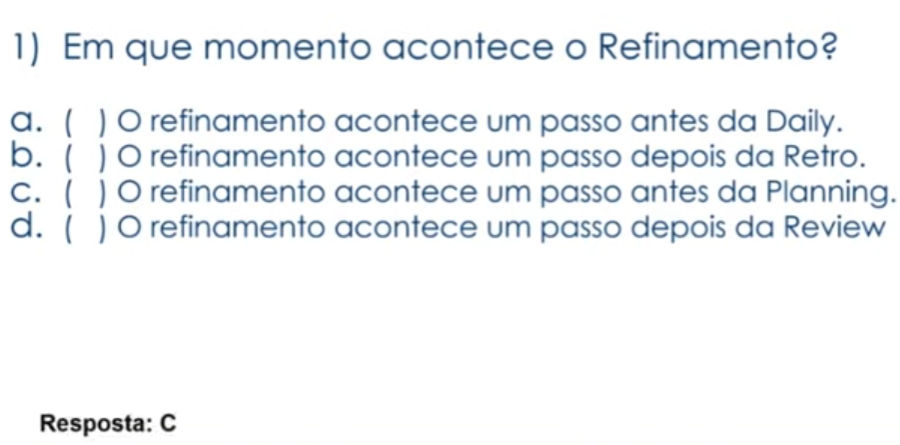 1) Em que momento acontece o Refinamento?
a. ( ) O refinamento acontece um passo antes da Daily.
b. ( ) O refinamento acontece um passo depois da Retro.
c. ( ) O refinamento acontece um passo antes da Planning.
d. ( ) O refinamento acontece um passo depois da Review
Resposta: C